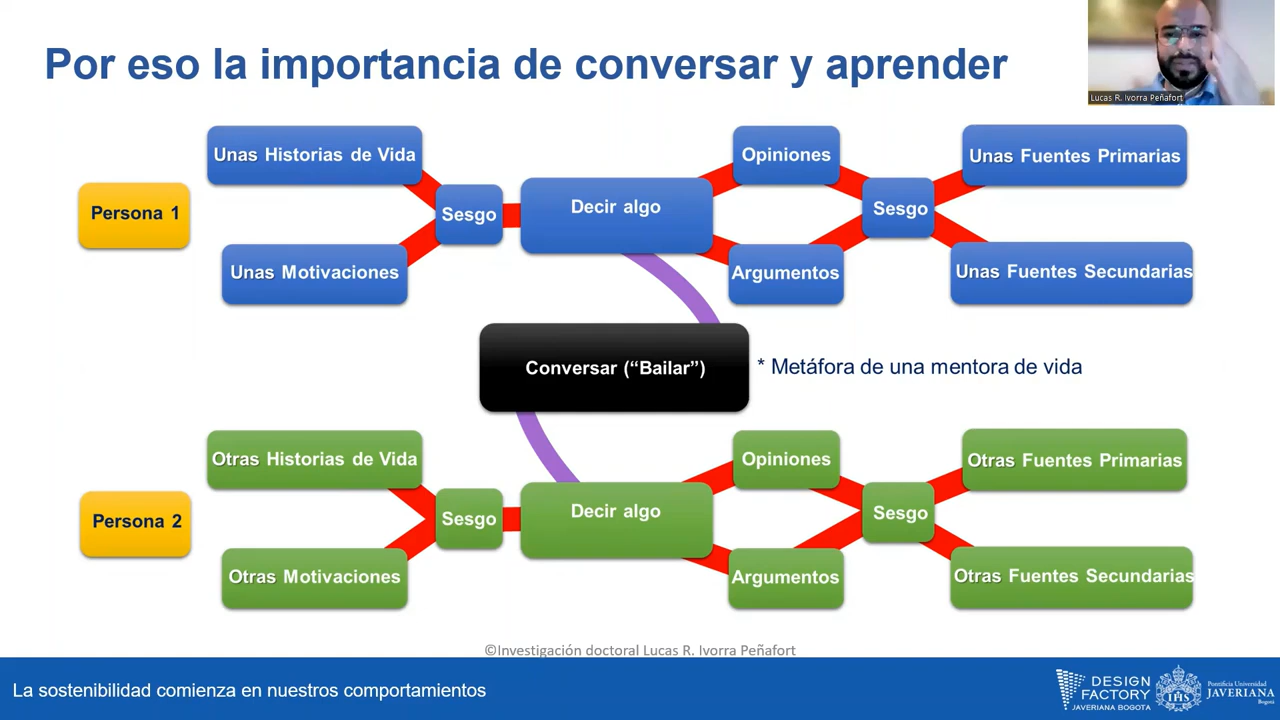 Por eso la importancia de conversar y aprender
Lucas R. Ivorra Peñafort
Unas Historias de Vida
Opiniones
Unas Fuentes Primarias
Persona 1
Sesgo
Decir algo
Sesgo
Unas Motivaciones
Argumentos
Unas Fuentes Secundarias
Conversar (“Bailar”)
* Metáfora de una mentora de vida
Otras Historias de Vida
Opiniones
Otras Fuentes Primarias
Persona 2
Sesgo
Decir algo
Sesgo
Otras Motivaciones
Argumentos
Otras Fuentes Secundarias
©Investigación doctoral Lucas R. Ivorra Peñafort
La sostenibilidad comienza en nuestros comportamientos
DESIGN
FACTORY
JAVERIANA BOGOTA
IHS
Pontificia Universidad
JAVERIANA
Bogotá